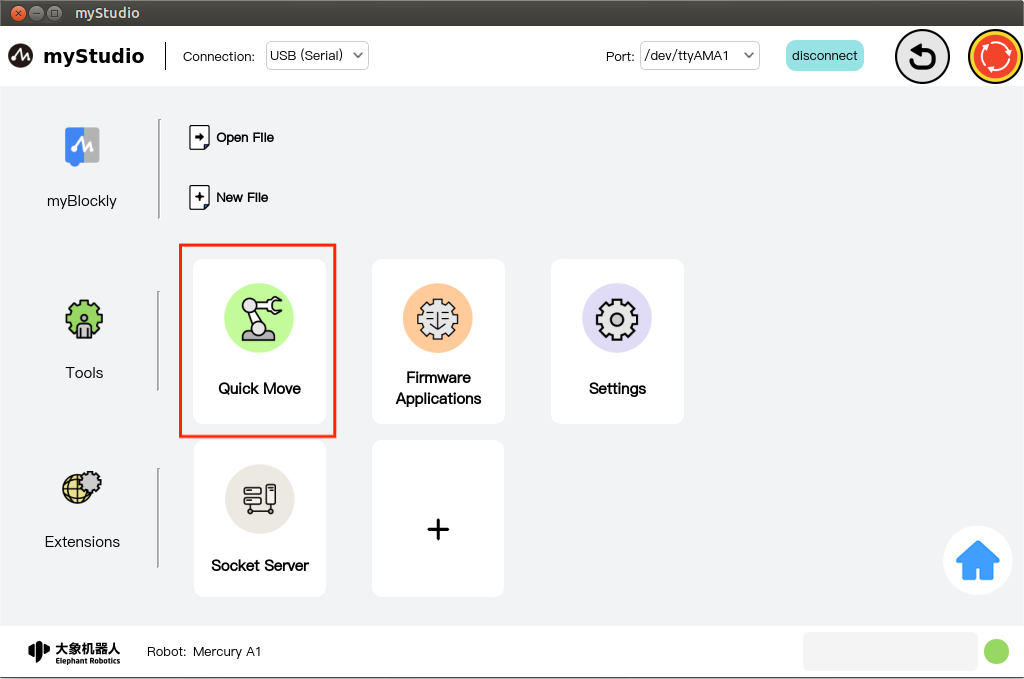 myStudio
myStudio
Connection:
USB (Serial)
Port:
/dev/ttyAMA1
disconnect
myBlockly
Open File
New File
Tools
Quick Move
Firmware
Applications
Settings
Extensions
Socket Server
大象机器人
Elephant Robotics
Robot: Mercury A1